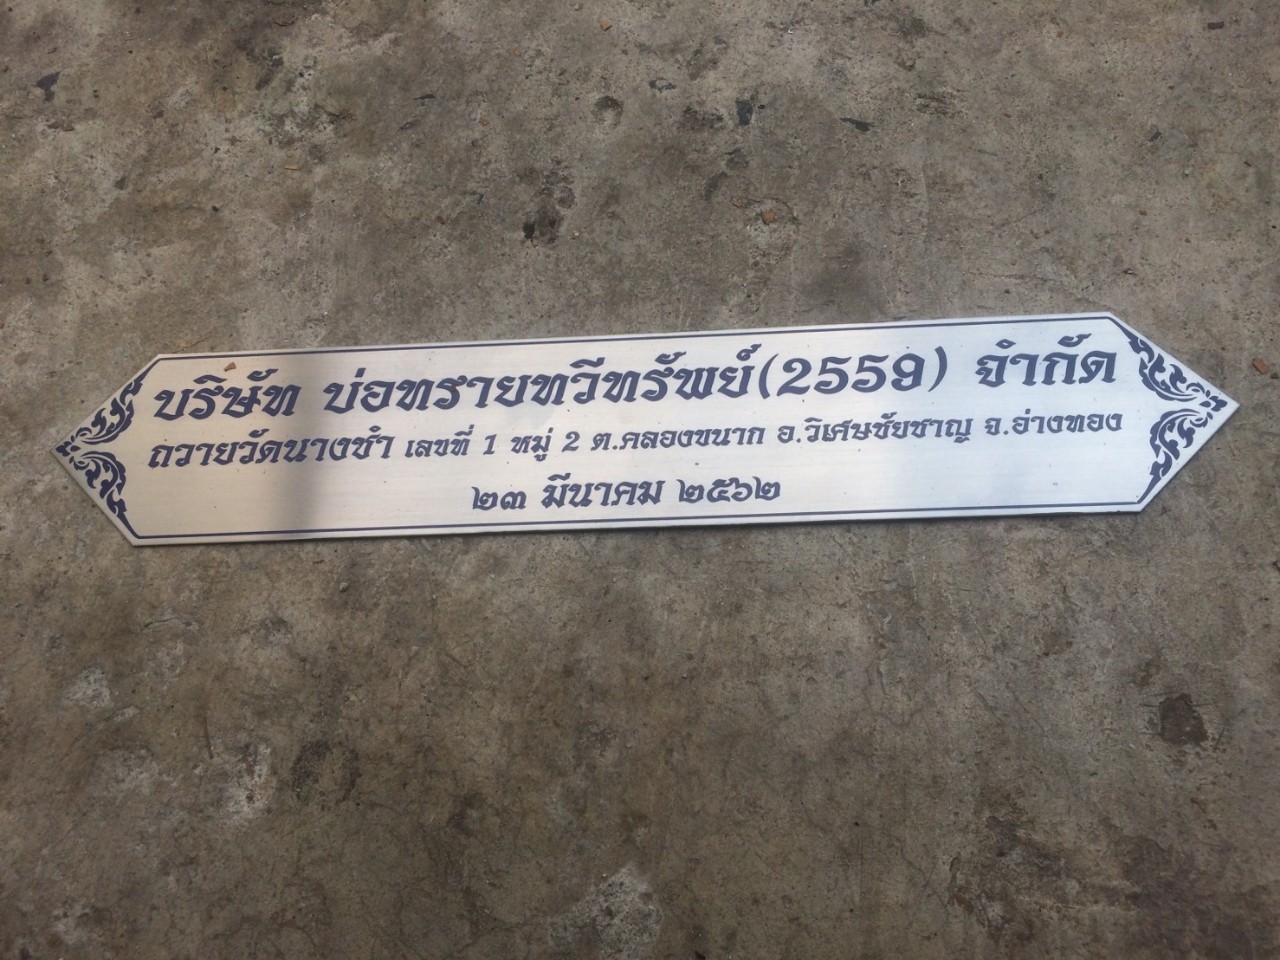 บริษัท บ่อทรายทวีทรัพย์(2559) จำกัด
ถวายวัดนางชำ เลขที่ 1 หมู่ 2 ต.คลองขนาก อ.วิเศษชัยชาญ จ.อ่างทอง
๒๓ มีนาคม ๒๕๖๒